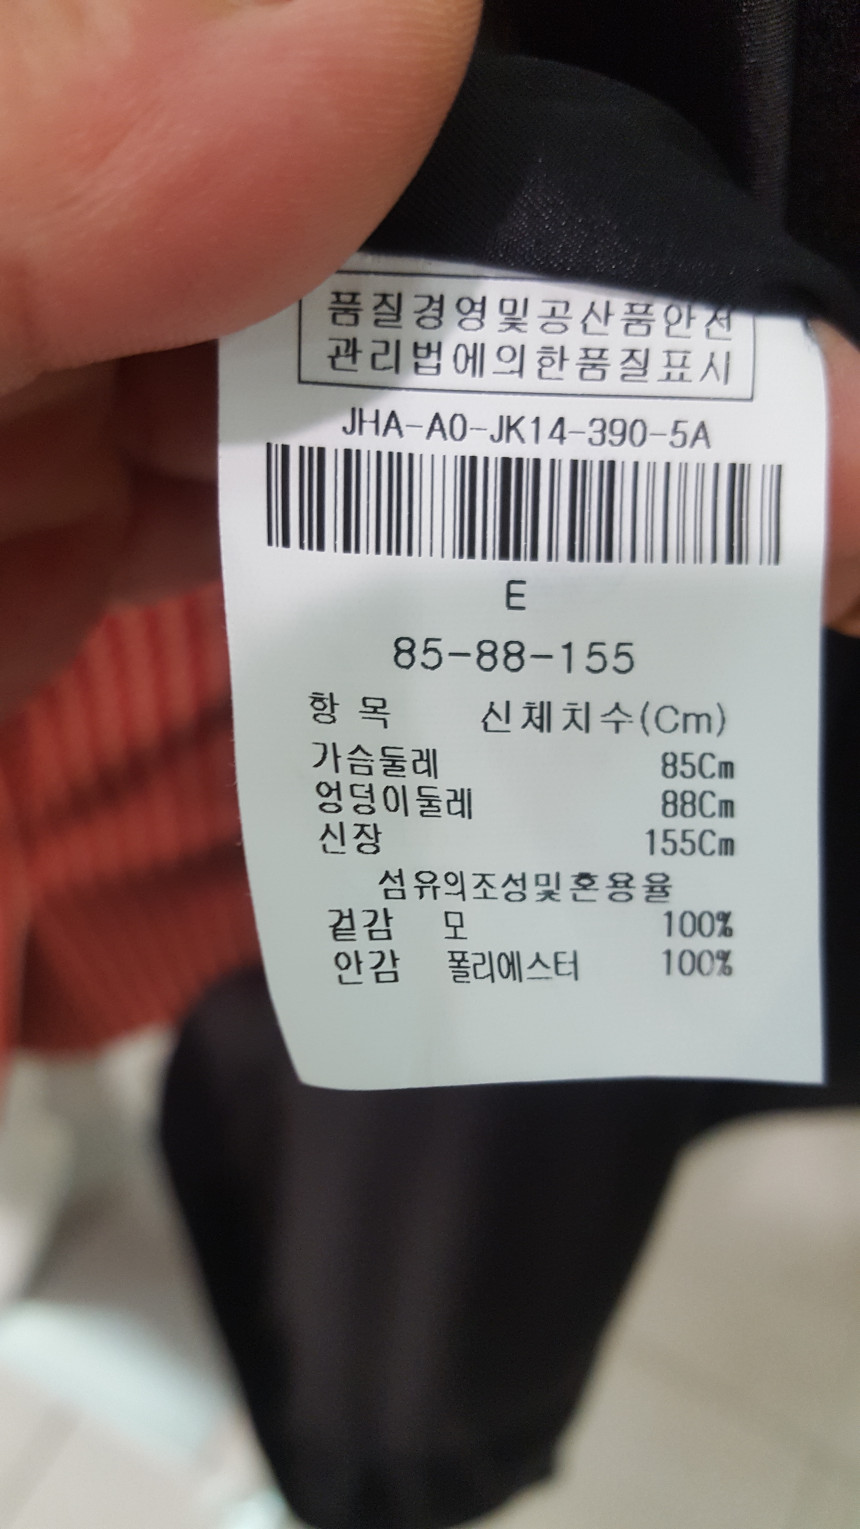 품질경영및공산품안전
관리법에의한품질표시
JHA-A0-JK14-390-5A
E
85-88-155
항 목 신체치수(Cm)
가슴둘레 85Cm
엉덩이둘레 88Cm
신장 155Cm
섬유의조성및혼용율
겉감 모 100%
안감 폴리에스터 100%